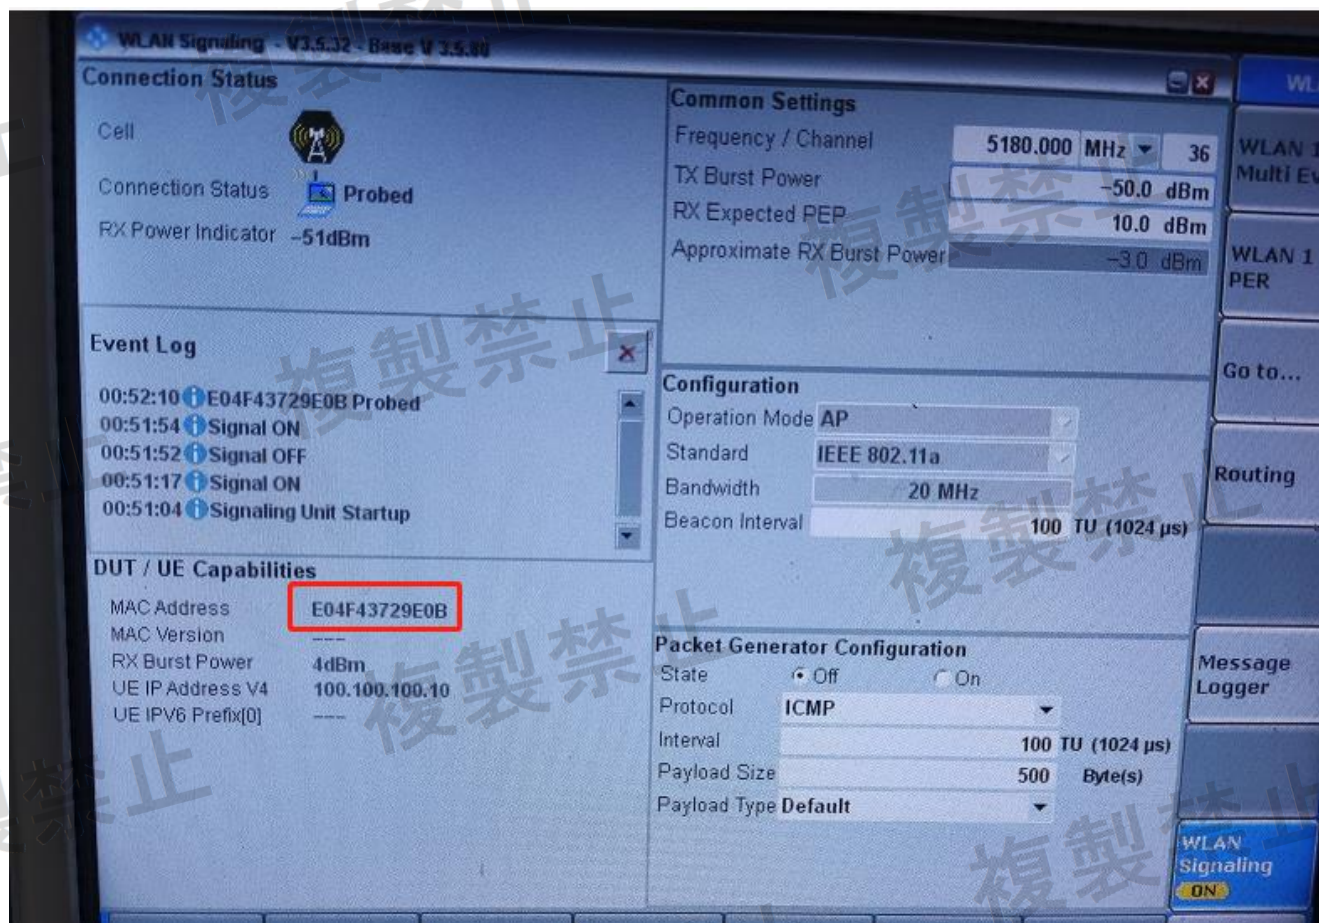 WLAN Signaling - V3.5.32 - Base V 3.5.80
Connection Status
Cell
Connection Status Probed
RX Power Indicator -51dBm
Event Log
00:52:10 E04F43729E0B Probed
00:51:54 Signal ON
00:51:52 Signal OFF
00:51:17 Signal ON
00:51:04 Signaling Unit Startup
DUT / UE Capabilities
MAC Address E04F43729E0B
MAC Version ---
RX Burst Power 4dBm
UE IP Address V4 100.100.100.10
UE IPV6 Prefix[0] ---
Common Settings
Frequency / Channel 5180.000 MHz 36
TX Burst Power -50.0 dBm
RX Expected PEP 10.0 dBm
Approximate RX Burst Power -3.0 dBm
Configuration
Operation Mode AP
Standard IEEE 802.11a
Bandwidth 20 MHz
Beacon Interval 100 TU (1024 µs)
Packet Generator Configuration
State Off On
Protocol ICMP
Interval 100 TU (1024 µs)
Payload Size 500 Byte(s)
Payload Type Default
WLAN 1
Multi
WLAN 1
PER
Go to...
Routing
Message
Logger
WLAN
Signaling
ON
複製禁止
複製禁止
複製禁止
複製禁止
複製禁止
複製禁止